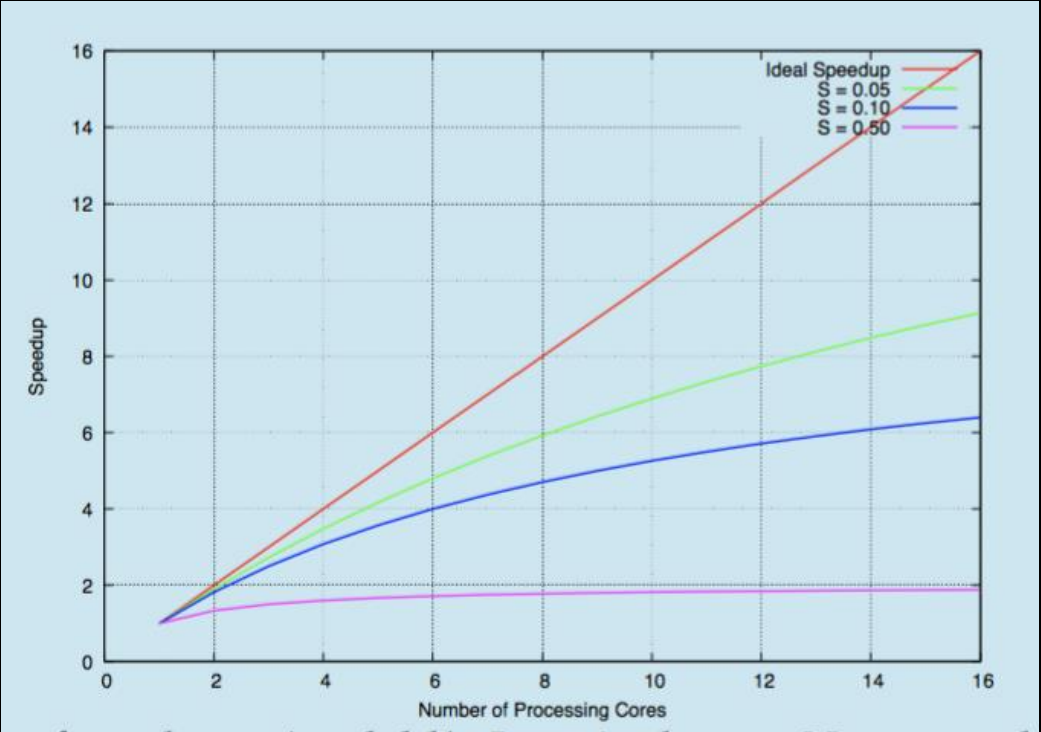 16
14
12
10
8
6
4
2
0
Speedup
Ideal Speedup
S = 0.05
S = 0.10
S = 0.50
0 2 4 6 8 10 12 14 16
Number of Processing Cores